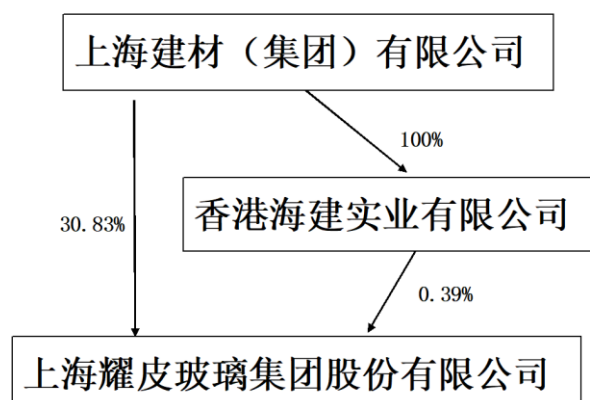 上海建材（集团）有限公司
100%
香港海建实业有限公司
30.83%
0.39%
上海耀皮玻璃集团股份有限公司